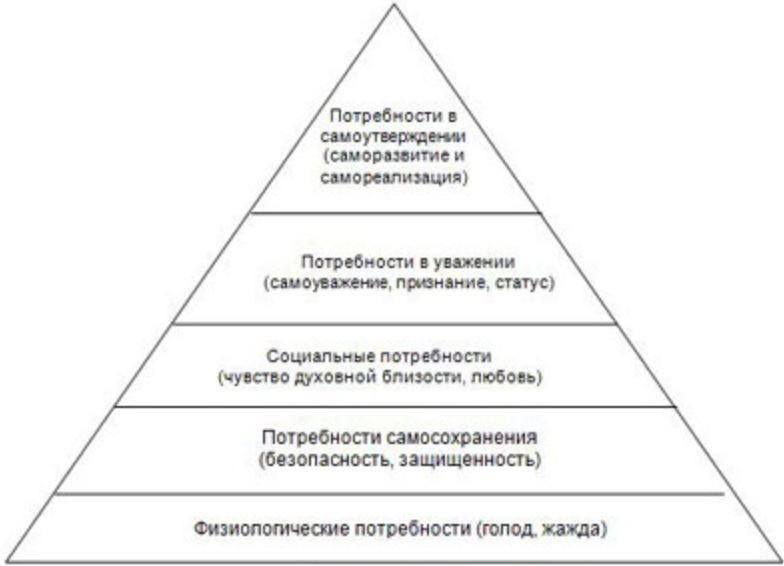 Потребности в
самоутверждении
(саморазвитие и
самореализация)
Потребности в уважении
(самоуважение, признание, статус)
Социальные потребности
(чувство духовной близости, любовь)
Потребности самосохранения
(безопасность, защищенность)
Физиологические потребности (голод, жажда)